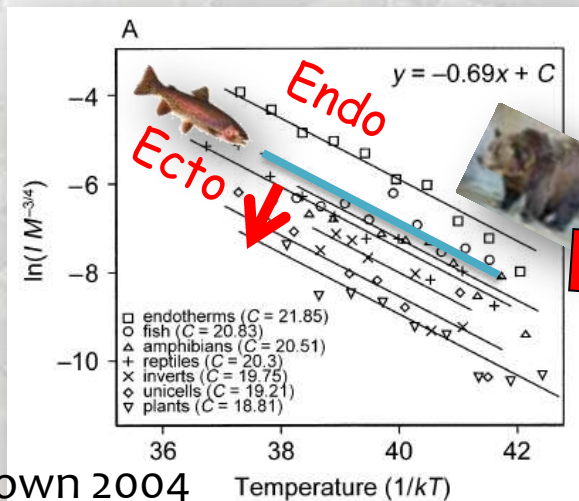 A
y = –0.69x + C
Endo
Ecto
ln(I M^–3/4)
–4
–6
–8
–10
□ endotherms (C = 21.85)
○ fish (C = 20.83)
△ amphibians (C = 20.51)
+ reptiles (C = 20.3)
× inverts (C = 19.75)
◇ unicells (C = 19.21)
▽ plants (C = 18.81)
36 38 40 42
Temperature (1/kT)
own 2004